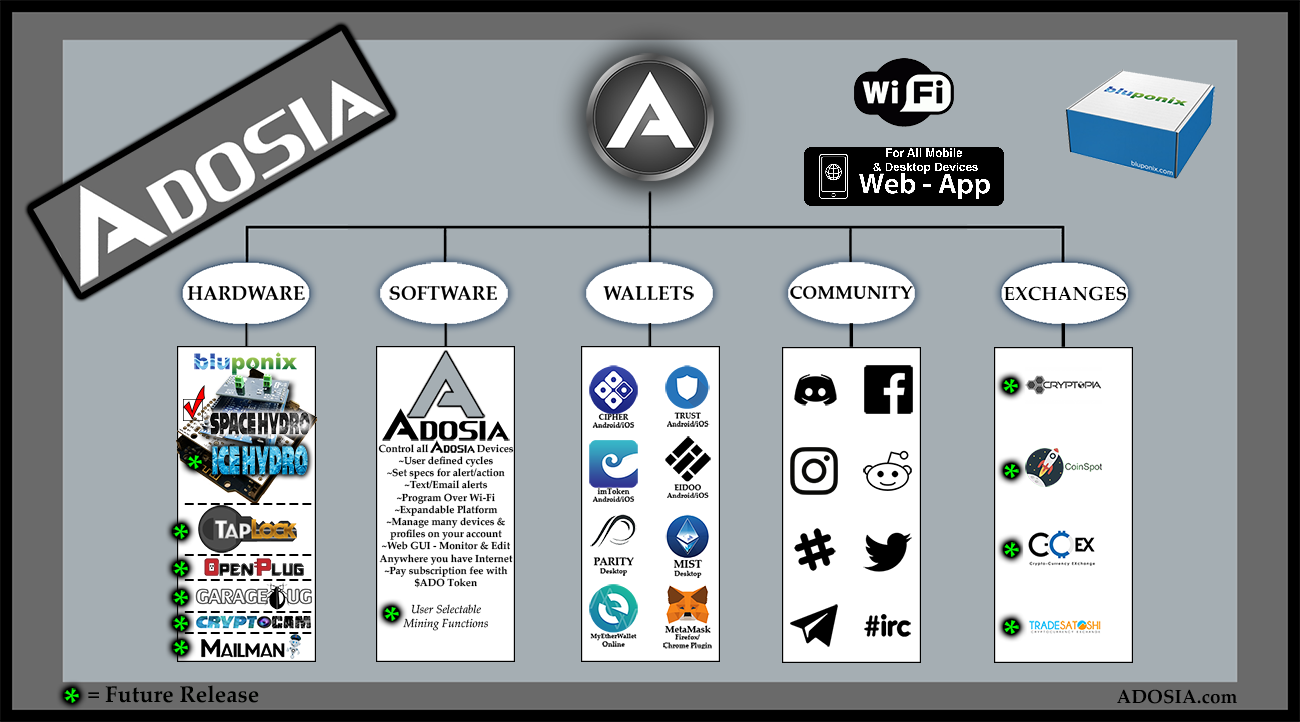 ADOSIA
A
WiFi
For All Mobile
& Desktop Devices
Web - App
bluponix
bluponix.com
HARDWARE
SOFTWARE
WALLETS
COMMUNITY
EXCHANGES
bluponix
SPACE HYDRO
* ICE HYDRO
* TAPLOCK
* OPENPLUG
* GARAGEBUG
* CRYPTOCAM
* MAILMAN
ADOSIA
Control all ADOSIA Devices
~User defined cycles
~Set specs for alert/action
~Text/Email alerts
~Program Over Wi-Fi
~Expandable Platform
~Manage many devices &
profiles on your account
~Web GUI - Monitor & Edit
Anywhere you have Internet
~Pay subscription fee with
$ADO Token
* User Selectable
Mining Functions
CIPHER
Android/iOS
TRUST
Android/iOS
imToken
Android/iOS
EIDOO
Android/iOS
PARITY
Desktop
MIST
Desktop
MyEtherWallet
Online
MetaMask
Firefox/
Chrome Plugin
#
#irc
* CRYPTOPIA
* CoinSpot
* CCEX
Crypto-Currency EXchange
* TRADESATOSHI
CRYPTOCURRENCY EXCHANGE
* = Future Release
ADOSIA.com